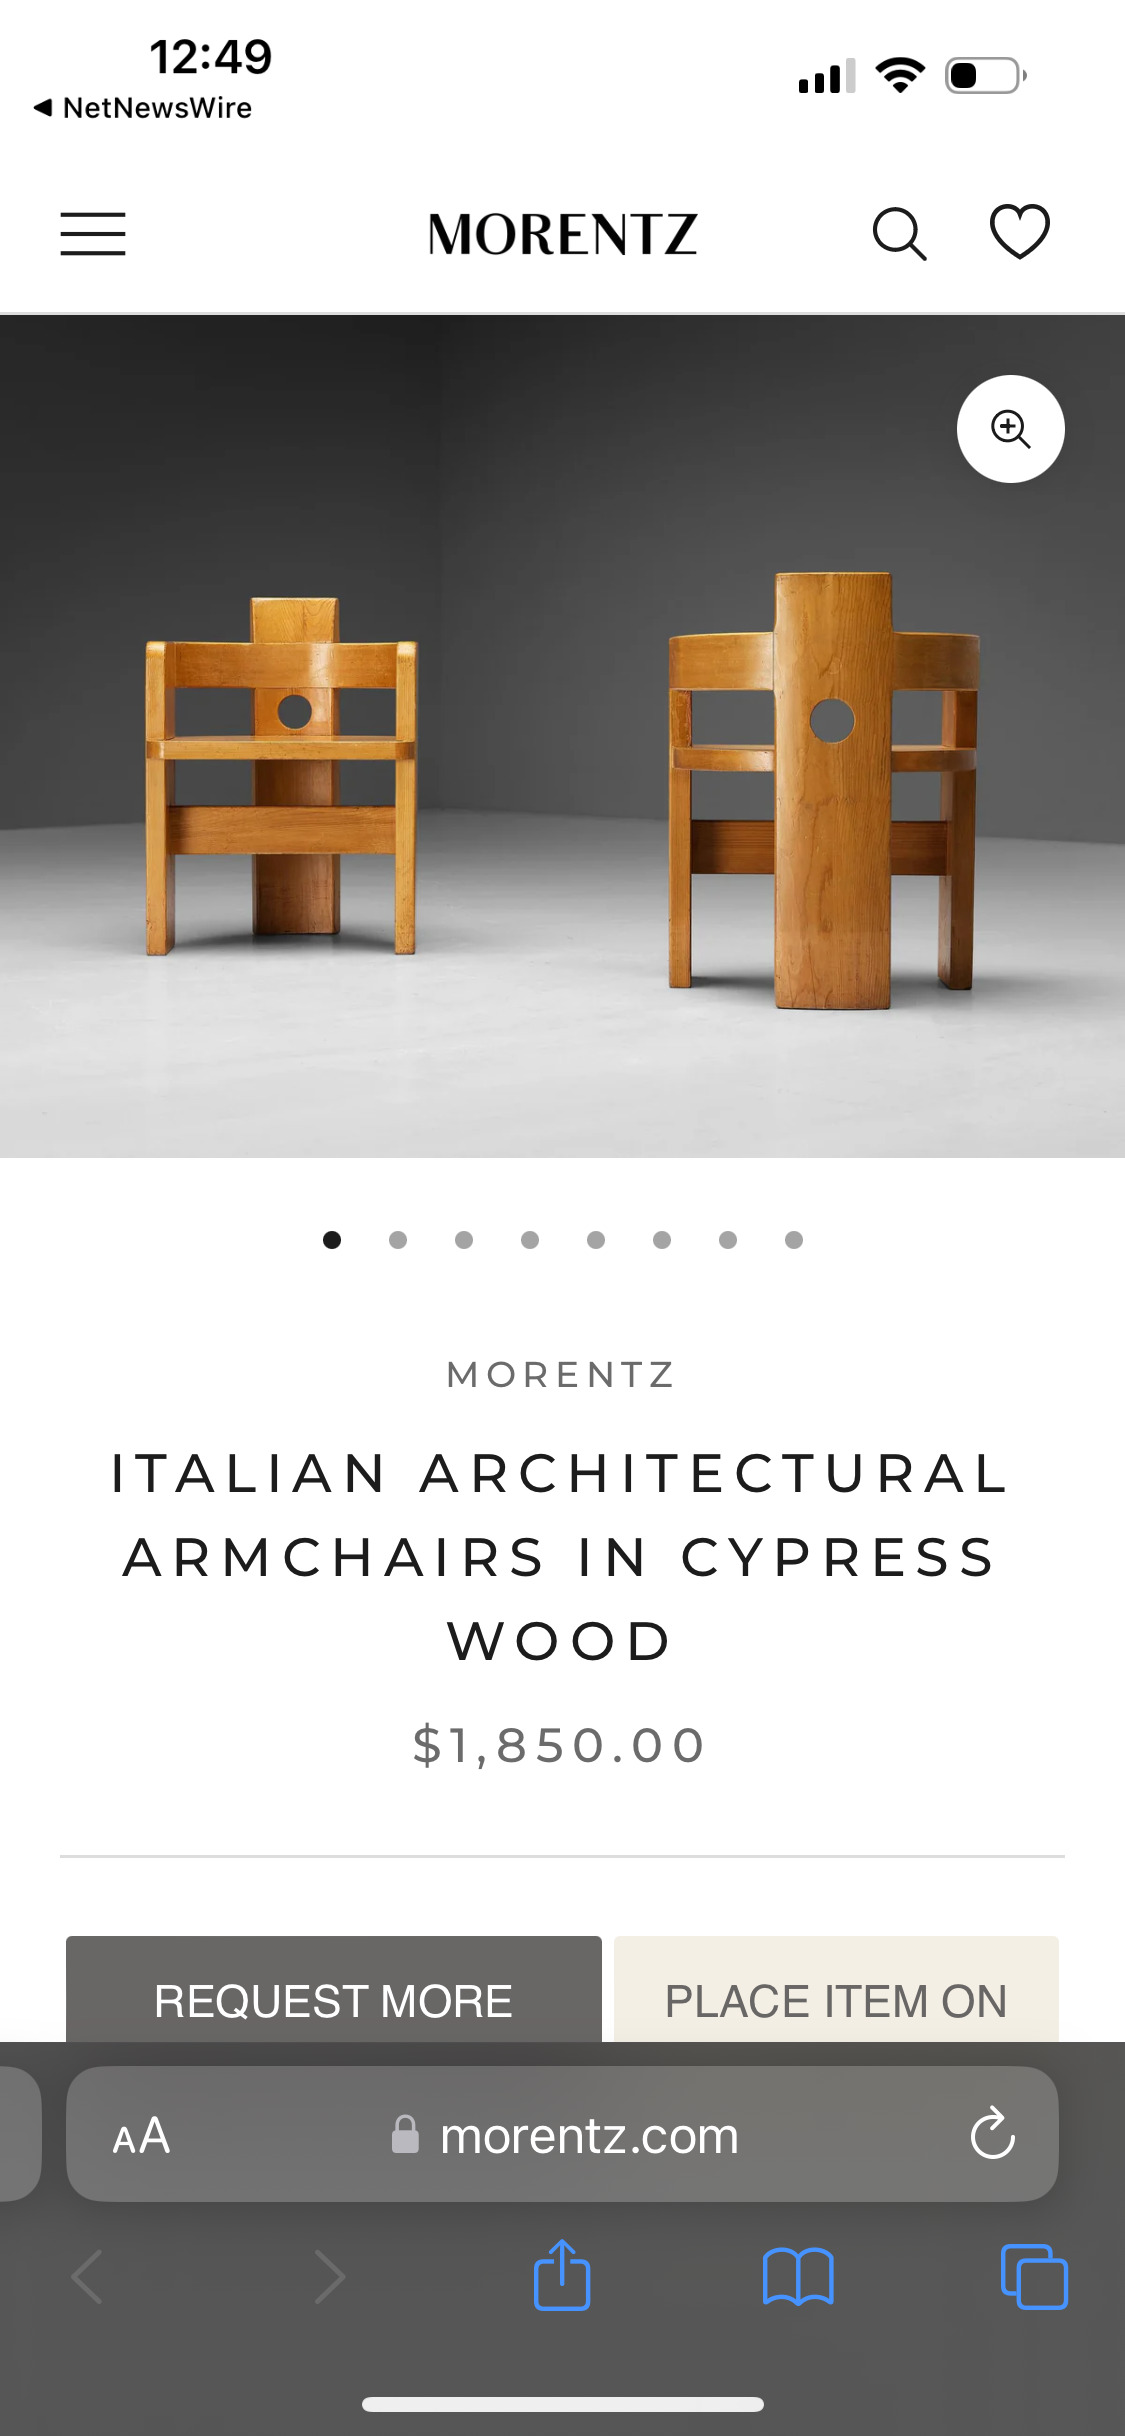 12:49
◀ NetNewsWire
MORENTZ
MORENTZ
ITALIAN ARCHITECTURAL
ARMCHAIRS IN CYPRESS
WOOD
$1,850.00
REQUEST MORE
PLACE ITEM ON
AA
morentz.com